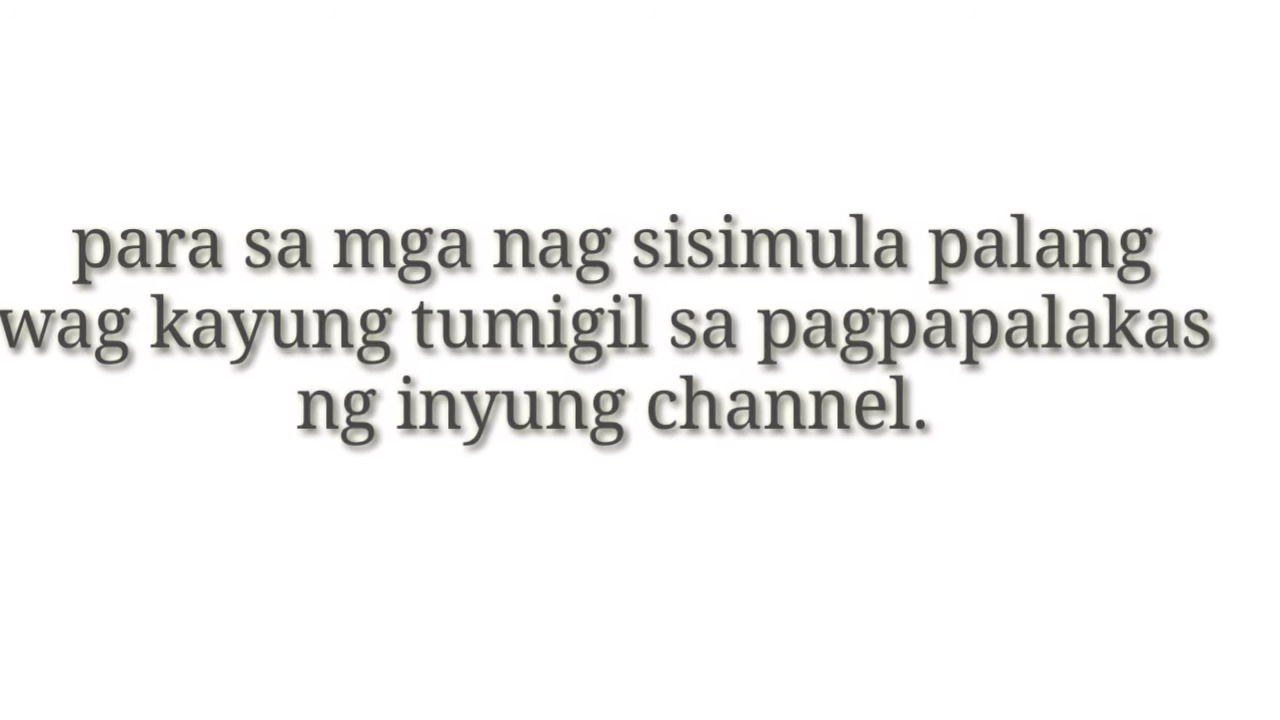 para sa mga nag sisimula palang
wag kayung tumigil sa pagpapalakas
ng inyung channel.